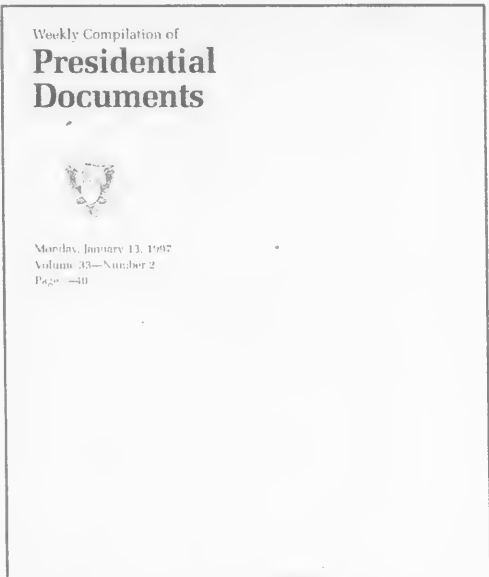 Weekly Compilation of
Presidential
Documents
Monday, January 13, 1997
Volume 33—Number 2